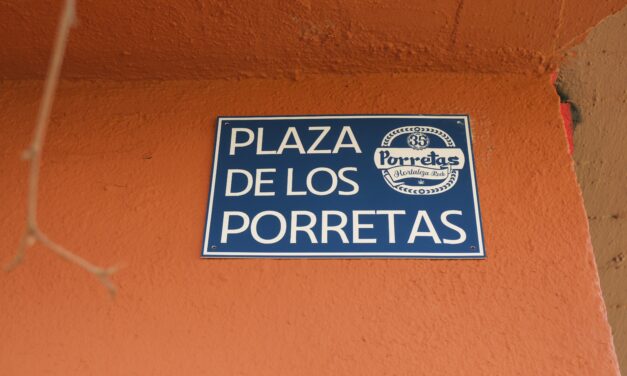 PLAZA
DE LOS
PORRETAS
35
Porretas
Hortaleza Rock